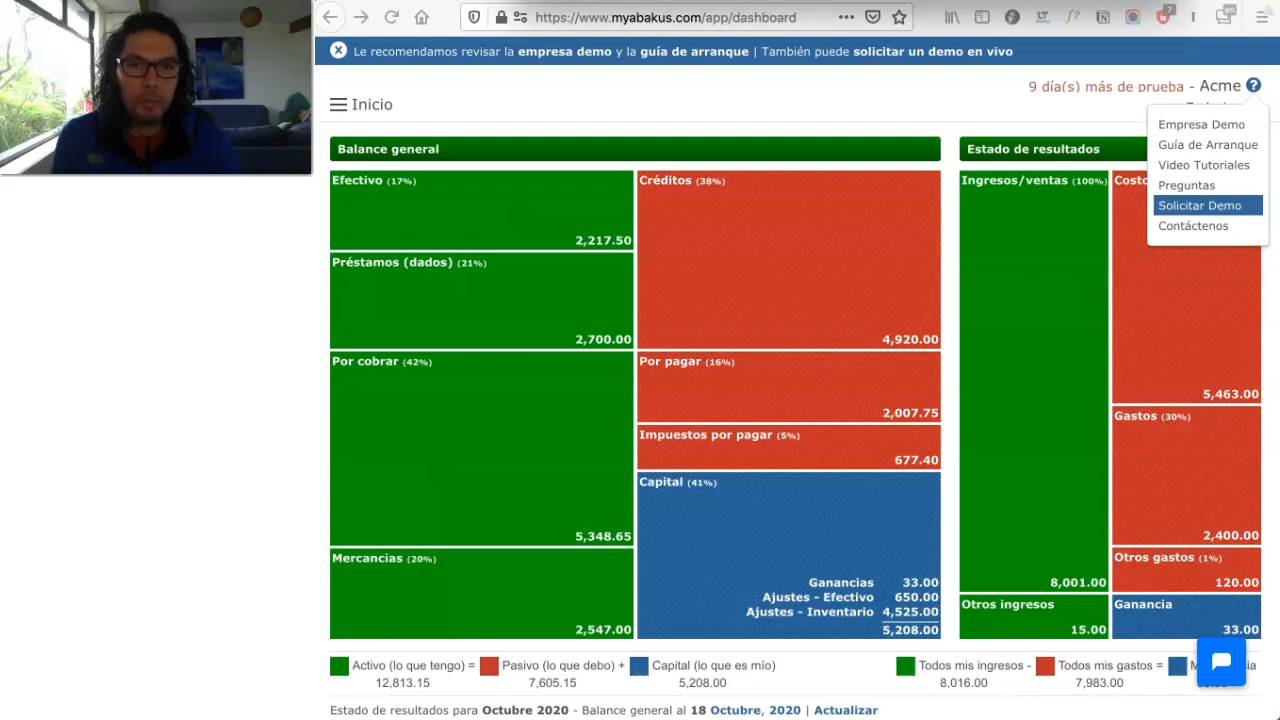 https://www.myabakus.com/app/dashboard
Le recomendamos revisar la empresa demo y la guía de arranque | También puede solicitar un demo en vivo
9 día(s) más de prueba - Acme
Inicio
Empresa Demo
Guía de Arranque
Video Tutoriales
Preguntas
Solicitar Demo
Contáctenos
Balance general
Efectivo (17%)
2,217.50
Préstamos (dados) (21%)
2,700.00
Por cobrar (42%)
5,348.65
Mercancias (20%)
2,547.00
Créditos (38%)
4,920.00
Por pagar (16%)
2,007.75
Impuestos por pagar (5%)
677.40
Capital (41%)
Ganancias 33.00
Ajustes - Efectivo 650.00
Ajustes - Inventario 4,525.00
5,208.00
Estado de resultados
Ingresos/ventas (100%)
8,001.00
Otros ingresos
15.00
5,463.00
Gastos (30%)
2,400.00
Otros gastos (1%)
120.00
Ganancia
33.00
Activo (lo que tengo) = Pasivo (lo que debo) + Capital (lo que es mío)
12,813.15 7,605.15 5,208.00
Todos mis ingresos - Todos mis gastos =
8,016.00 7,983.00
Estado de resultados para Octubre 2020 - Balance general al 18 Octubre, 2020 | Actualizar